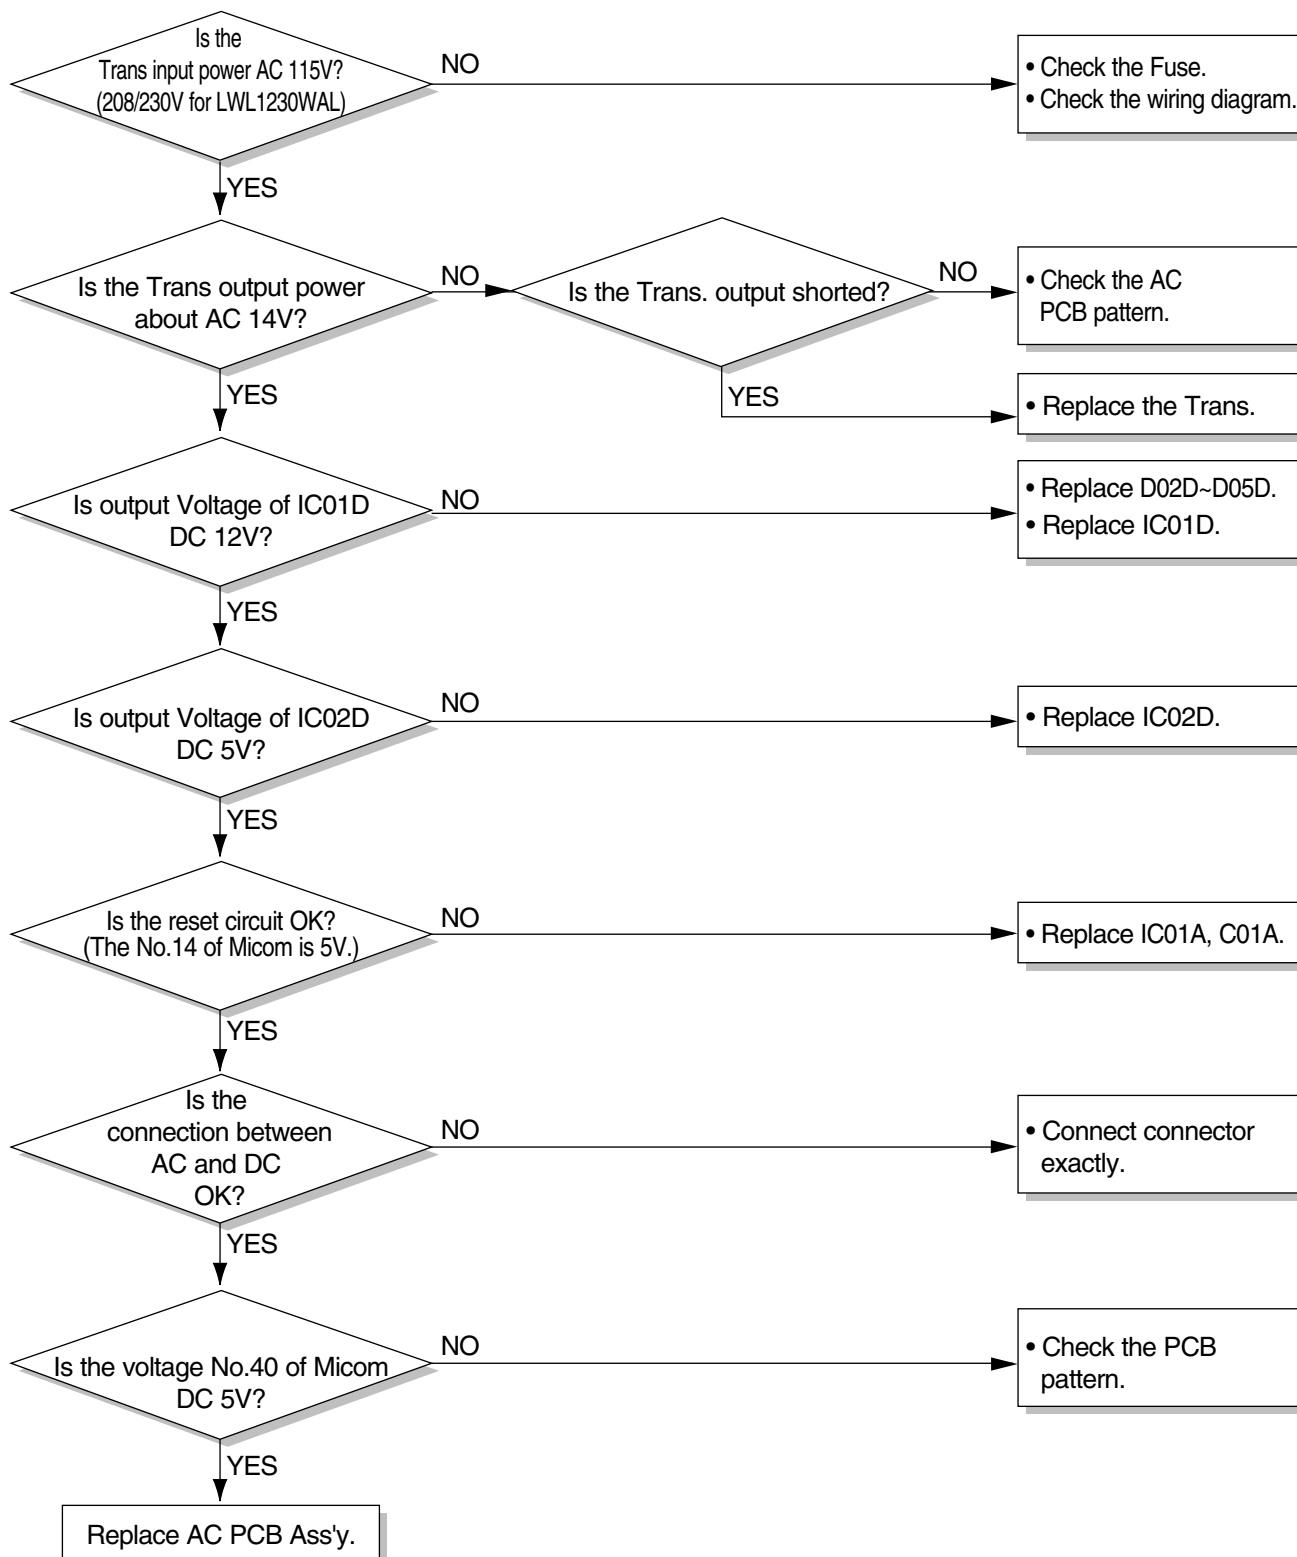 Is the
Trans input power AC 115V?
(208/230V for LWL1230WAL)
NO
• Check the Fuse.
• Check the wiring diagram.
YES
Is the Trans output power
about AC 14V?
NO
Is the Trans. output shorted?
NO
• Check the AC
PCB pattern.
YES
YES
• Replace the Trans.
Is output Voltage of IC01D
DC 12V?
NO
• Replace D02D~D05D.
• Replace IC01D.
YES
Is output Voltage of IC02D
DC 5V?
NO
• Replace IC02D.
YES
Is the reset circuit OK?
(The No.14 of Micom is 5V.)
NO
• Replace IC01A, C01A.
YES
Is the
connection between
AC and DC
OK?
NO
• Connect connector
exactly.
YES
Is the voltage No.40 of Micom
DC 5V?
NO
• Check the PCB
pattern.
YES
Replace AC PCB Ass'y.